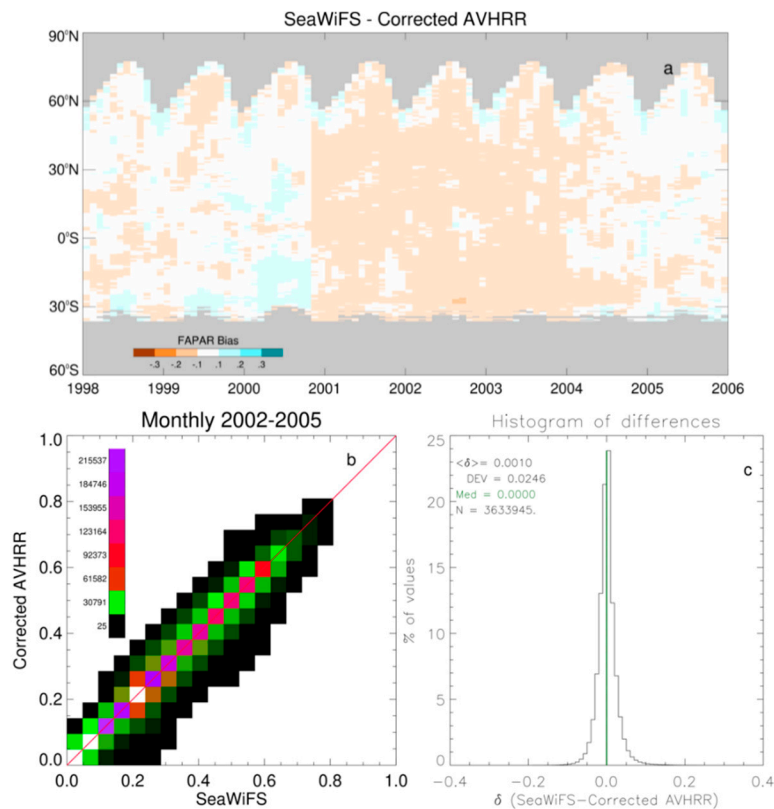 SeaWiFS - Corrected AVHRR
90°N
a
60°N
30°N
0°S
30°S
FAPAR Bias
-.3 -.2 -.1 .1 .2 .3
60°S
1998 1999 2000 2001 2002 2003 2004 2005 2006
Monthly 2002-2005
1.0
b
215537
184746
153955
123164
92373
61582
30791
25
0.8
0.6
0.4
0.2
0.0
Corrected AVHRR
0.0 0.2 0.4 0.6 0.8 1.0
SeaWiFS
Histogram of differences
25
c
<δ>= 0.0010
DEV = 0.0246
Med = 0.0000
N = 3633945.
20
15
10
5
0
% of values
-0.4 -0.2 0.0 0.2 0.4
δ (SeaWiFS-Corrected AVHRR)